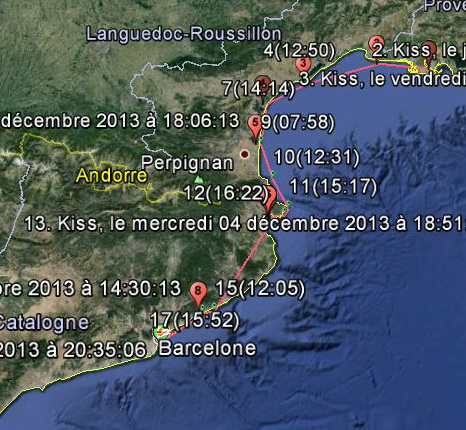 Prove
Languedoc-Roussillon
4(12:50)
2. Kiss, le j
3
3. Kiss, le vendredi
7(14:14)
décembre 2013 à 18:06:13
5
9(07:58)
10(12:31)
Perpignan
Andorre
12(16:22)
11(15:17)
13. Kiss, le mercredi 04 décembre 2013 à 18:51
bre 2013 à 14:30:13
8
15(12:05)
Catalogne
17(15:52)
2013 à 20:35:06
Barcelone